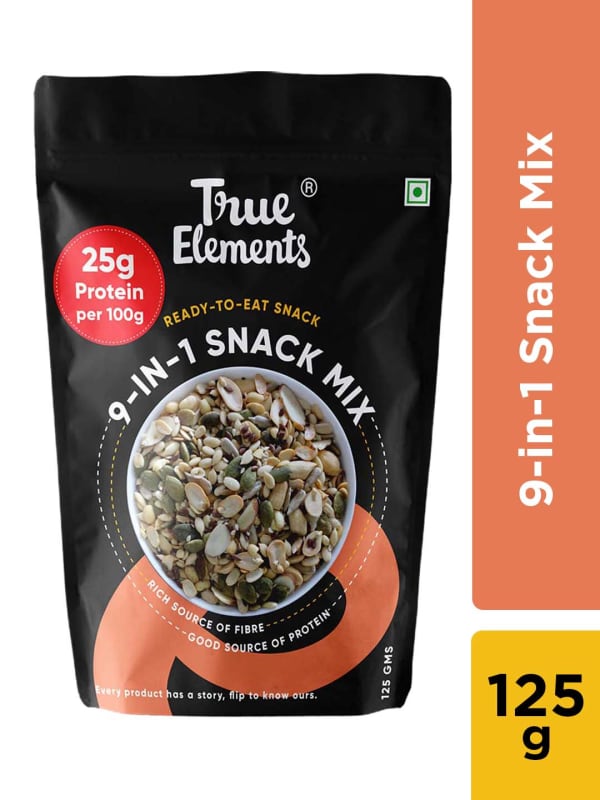 True®
Elements
25g
Protein
per 100g
READY-TO-EAT SNACK
9-IN-1 SNACK MIX
RICH SOURCE OF FIBRE
GOOD SOURCE OF PROTEIN
Every product has a story, flip to know ours.
125 GMS
9-in-1 Snack Mix
125
g